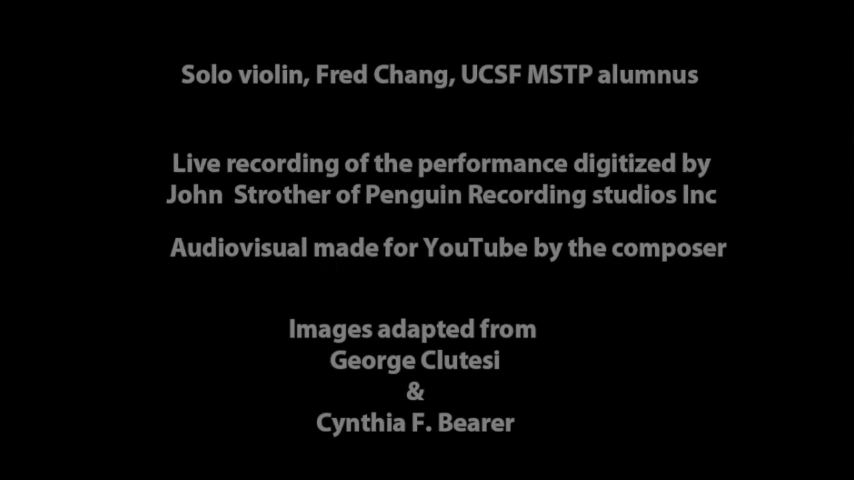 Solo violin, Fred Chang, UCSF MSTP alumnus
Live recording of the performance digitized by
John Strother of Penguin Recording studios Inc
Audiovisual made for YouTube by the composer
Images adapted from
George Clutesi
&
Cynthia F. Bearer